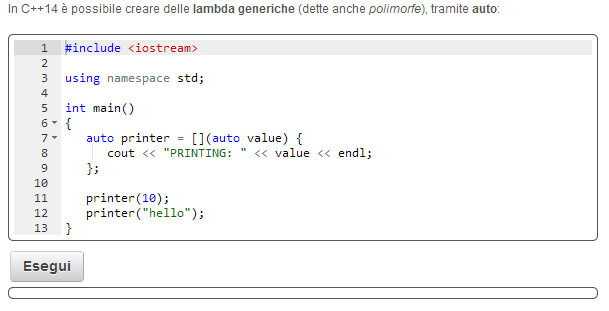 In C++14 è possibile creare delle lambda generiche (dette anche polimorfe), tramite auto:
1 #include <iostream>
2
3 using namespace std;
4
5 int main()
6 {
7 auto printer = [](auto value) {
8 cout << "PRINTING: " << value << endl;
9 };
10
11 printer(10);
12 printer("hello");
13 }
Esegui